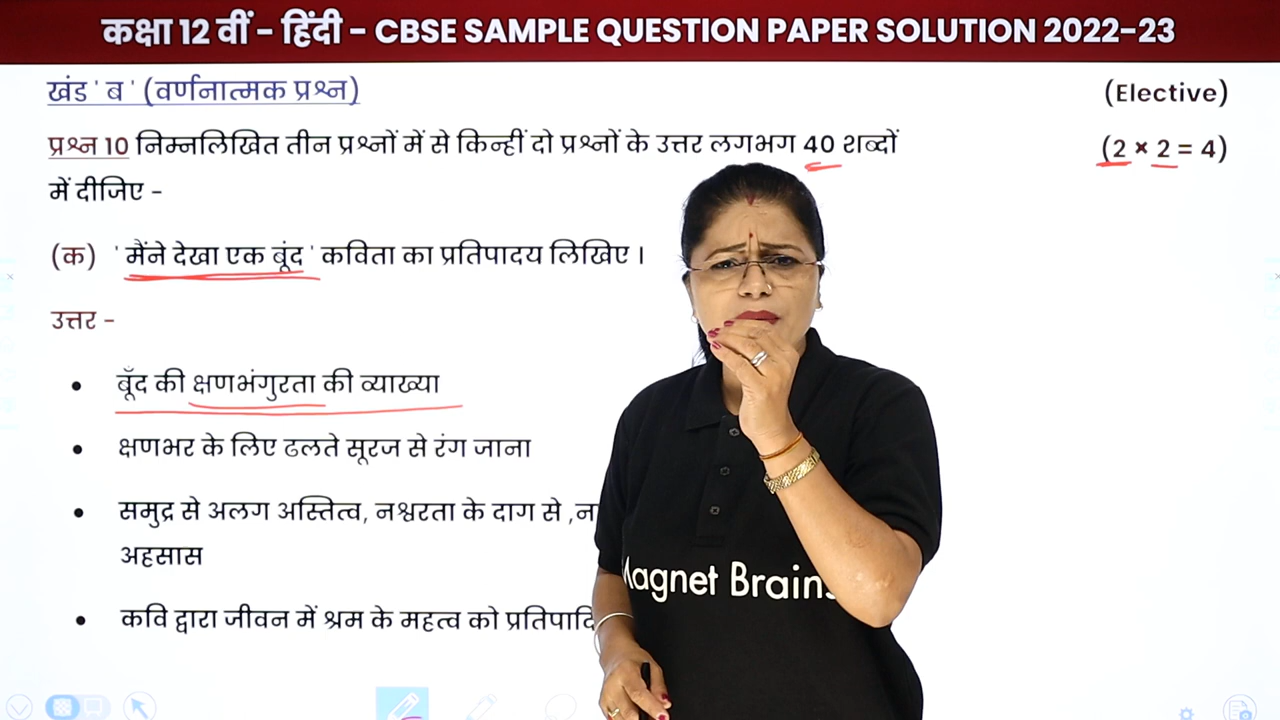 कक्षा 12 वीं – हिंदी – CBSE SAMPLE QUESTION PAPER SOLUTION 2022-23
खंड ' ब ' (वर्णनात्मक प्रश्न) (Elective)
प्रश्न 10 निम्नलिखित तीन प्रश्नों में से किन्हीं दो प्रश्नों के उत्तर लगभग 40 शब्दों (2 × 2 = 4)
में दीजिए –
(क) ' मैंने देखा एक बूंद ' कविता का प्रतिपादय लिखिए ।
उत्तर –
• बूँद की क्षणभंगुरता की व्याख्या
• क्षणभर के लिए ढलते सूरज से रंग जाना
• समुद्र से अलग अस्तित्व, नश्वरता के दाग से ,
अहसास
• कवि द्वारा जीवन में श्रम के महत्व को
Magnet Brains